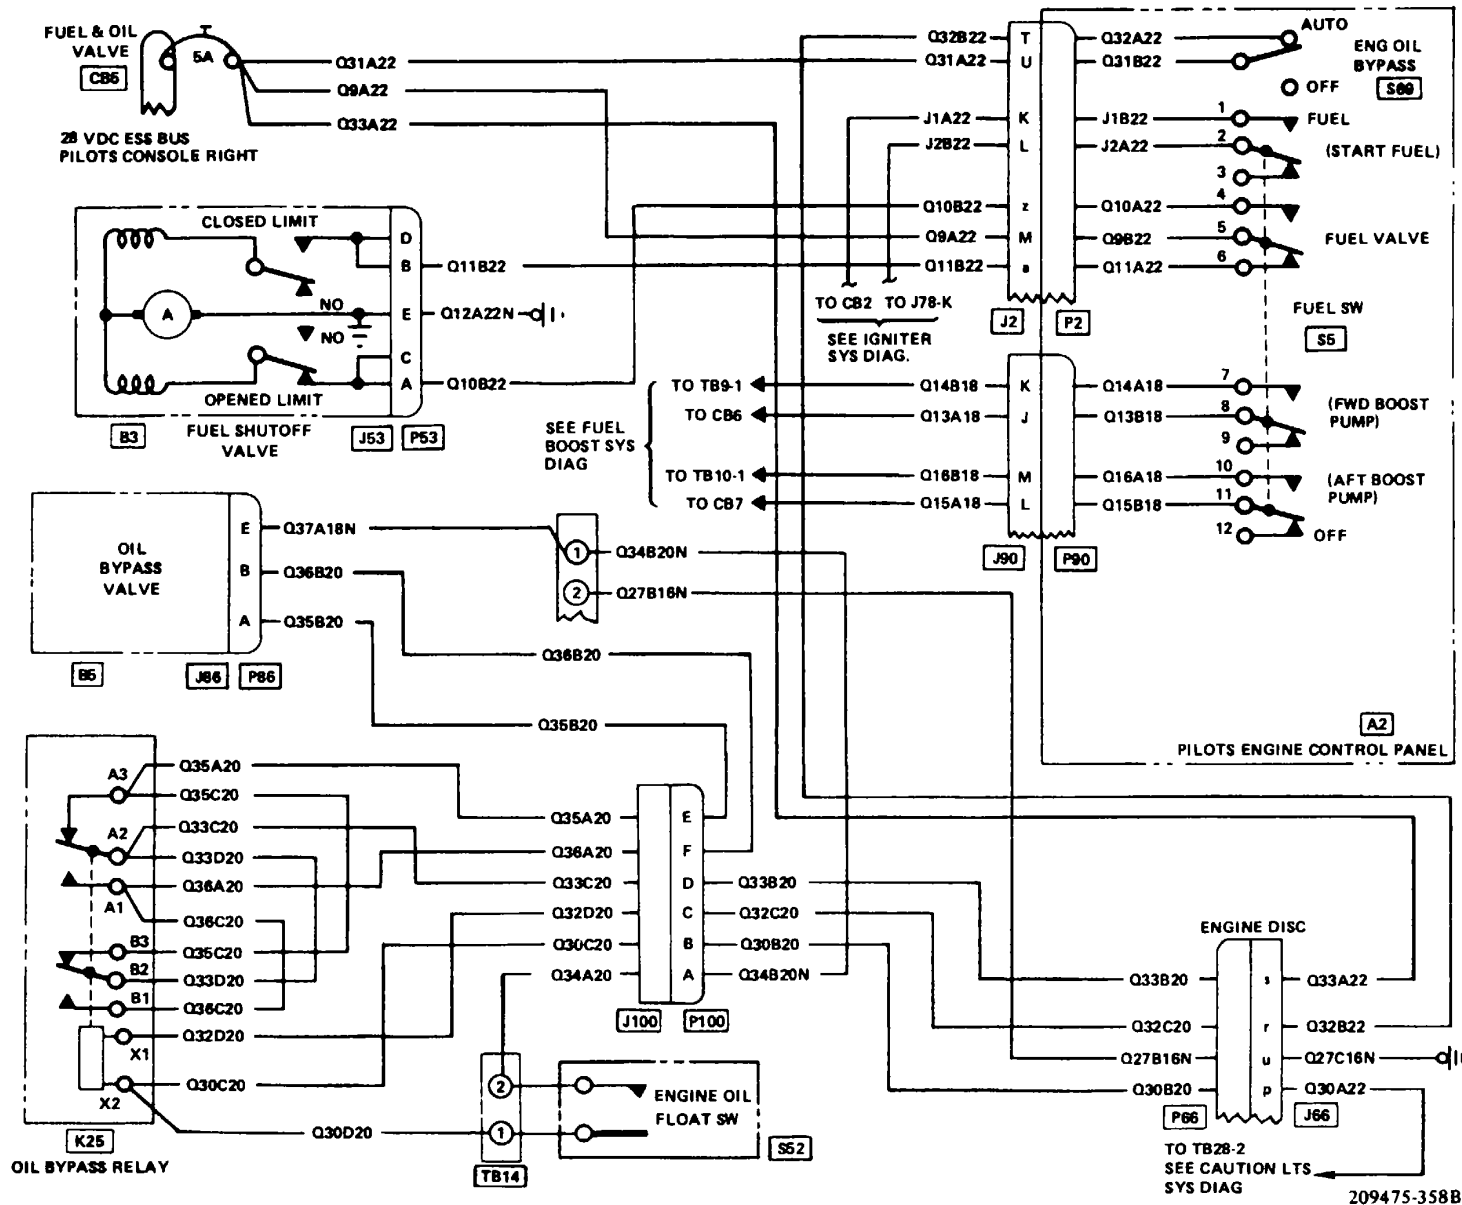 FUEL & OIL
VALVE
CB5
5A
28 VDC ESS BUS
PILOTS CONSOLE RIGHT
Q31A22
Q9A22
Q33A22
Q32B22
Q31A22
J1A22
J2B22
Q10B22
Q9A22
Q11B22
T
U
K
L
z
M
a
J2
P2
Q32A22
Q31B22
J1B22
J2A22
Q10A22
Q9B22
Q11A22
AUTO
ENG OIL
BYPASS
S69
OFF
1
FUEL
2
(START FUEL)
3
4
5
FUEL VALVE
6
FUEL SW
S5
TO CB2
TO J78-K
SEE IGNITER
SYS DIAG.
CLOSED LIMIT
D
B
Q11B22
A
NO
E
Q12A22N
NO
C
A
Q10B22
OPENED LIMIT
B3
FUEL SHUTOFF
VALVE
J53
P53
SEE FUEL
BOOST SYS
DIAG
TO TB9-1
TO CB6
TO TB10-1
TO CB7
Q14B18
Q13A18
Q16B18
Q15A18
K
J
M
L
J90
P90
Q14A18
Q13B18
Q16A18
Q15B18
7
8
(FWD BOOST
PUMP)
9
10
(AFT BOOST
PUMP)
11
12
OFF
A2
PILOTS ENGINE CONTROL PANEL
OIL
BYPASS
VALVE
E
B
A
Q37A18N
Q36B20
Q35B20
B5
J86
P86
1
2
Q34B20N
Q27B16N
Q36B20
Q35B20
A3
A2
A1
B3
B2
B1
X1
X2
Q35A20
Q35C20
Q33C20
Q33D20
Q36A20
Q36C20
Q35C20
Q33D20
Q36C20
Q32D20
Q30C20
Q30D20
K25
OIL BYPASS RELAY
Q35A20
Q36A20
Q33C20
Q32D20
Q30C20
Q34A20
E
F
D
C
B
A
J100
P100
Q33B20
Q32C20
Q30B20
Q34B20N
2
1
TB14
ENGINE OIL
FLOAT SW
S52
ENGINE DISC
Q33B20
Q32C20
Q27B16N
Q30B20
s
r
u
p
Q33A22
Q32B22
Q27C16N
Q30A22
P66
J66
TO TB28-2
SEE CAUTION LTS
SYS DIAG
209475-358B